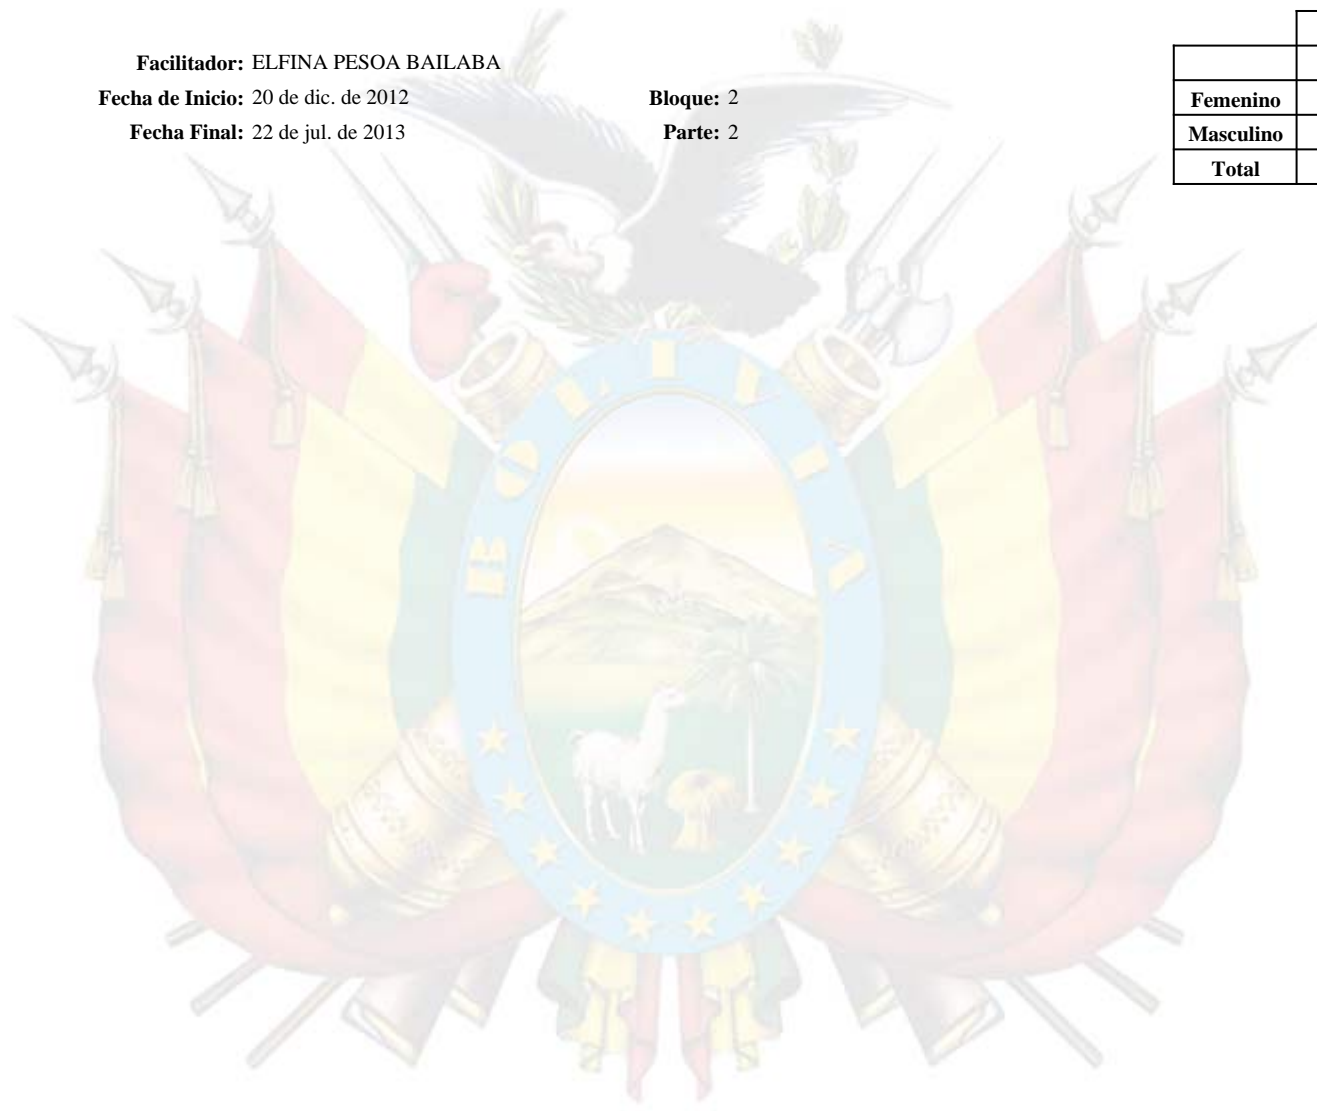 Facilitador: ELFINA PESOA BAILABA
Fecha de Inicio: 20 de dic. de 2012 Bloque: 2
Fecha Final: 22 de jul. de 2013 Parte: 2
Femenino
Masculino
Total
BOLIVIA